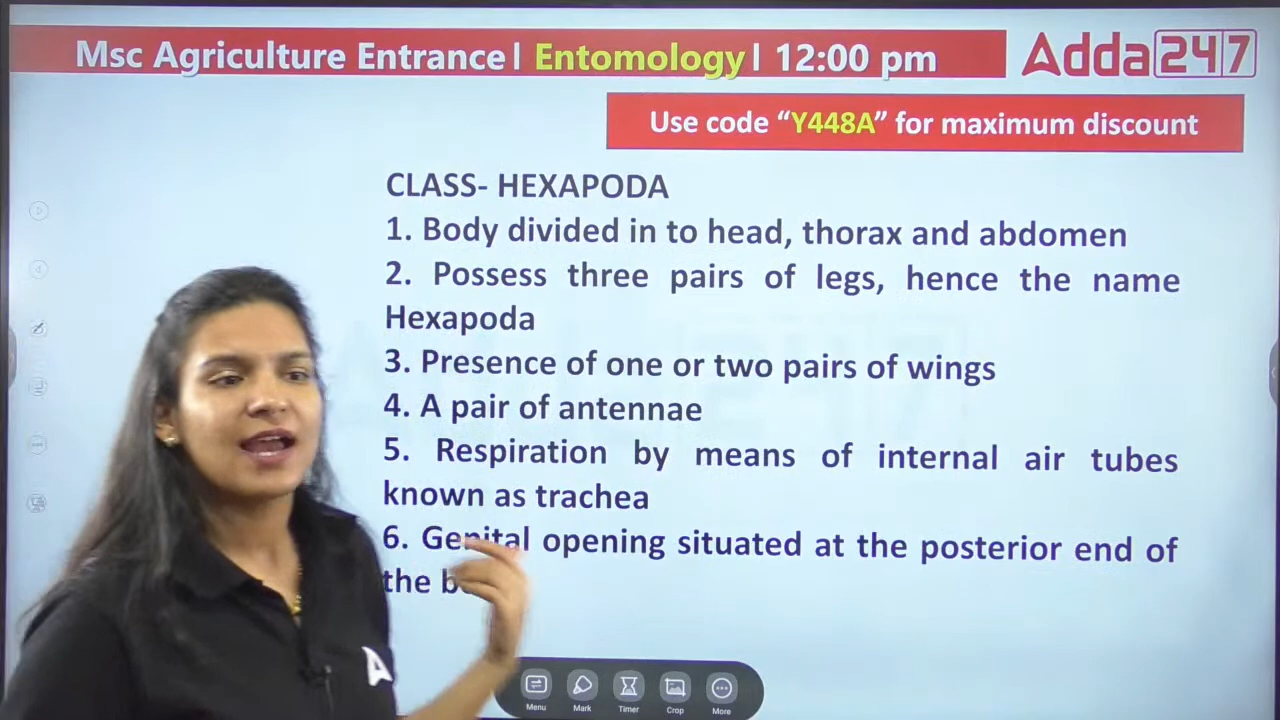 Msc Agriculture Entrance l Entomology l 12:00 pm
Adda247
Use code “Y448A” for maximum discount
CLASS- HEXAPODA
1. Body divided in to head, thorax and abdomen
2. Possess three pairs of legs, hence the name
Hexapoda
3. Presence of one or two pairs of wings
4. A pair of antennae
5. Respiration by means of internal air tubes
known as trachea
6. Genital opening situated at the posterior end of
the
Menu
Mark
Timer
Crop
More